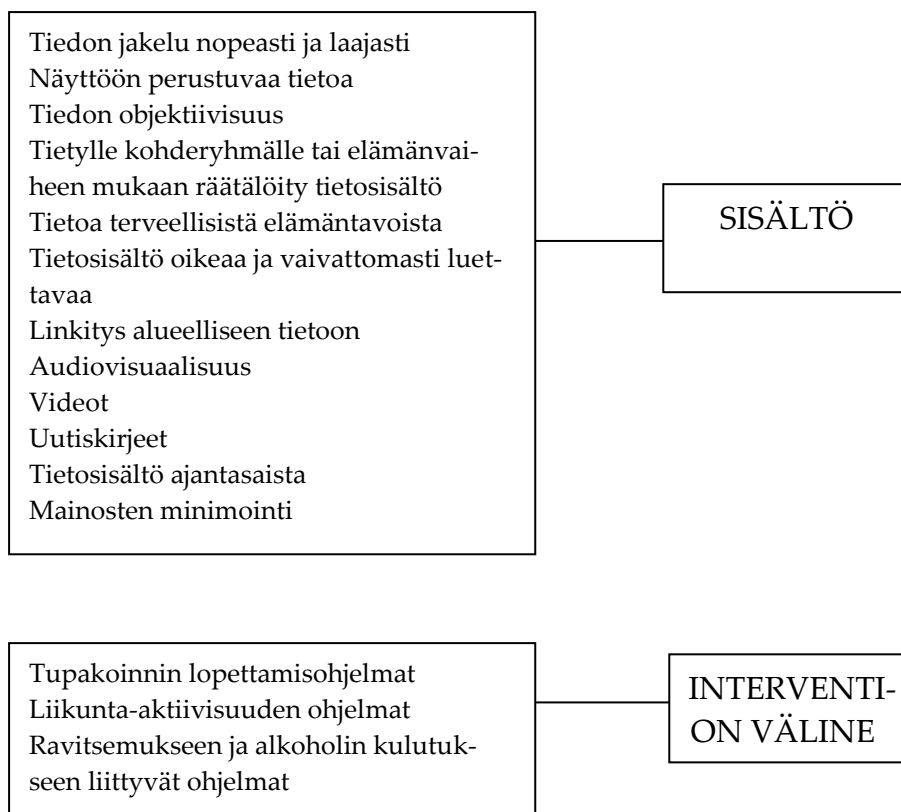 Tiedon jakelu nopeasti ja laajasti
Näyttöön perustuvaa tietoa
Tiedon objektiivisuus
Tietylle kohderyhmälle tai elämänvai-
heen mukaan räätälöity tietosisältö
Tietoa terveellisistä elämäntavoista
Tietosisältö oikeaa ja vaivattomasti luet-
tavaa
Linkitys alueelliseen tietoon
Audiovisuaalisuus
Videot
Uutiskirjeet
Tietosisältö ajantasaista
Mainosten minimointi
SISÄLTÖ
Tupakoinnin lopettamisohjelmat
Liikunta-aktiivisuuden ohjelmat
Ravitsemukseen ja alkoholin kulutuk-
seen liittyvät ohjelmat
INTERVENTI-
ON VÄLINE